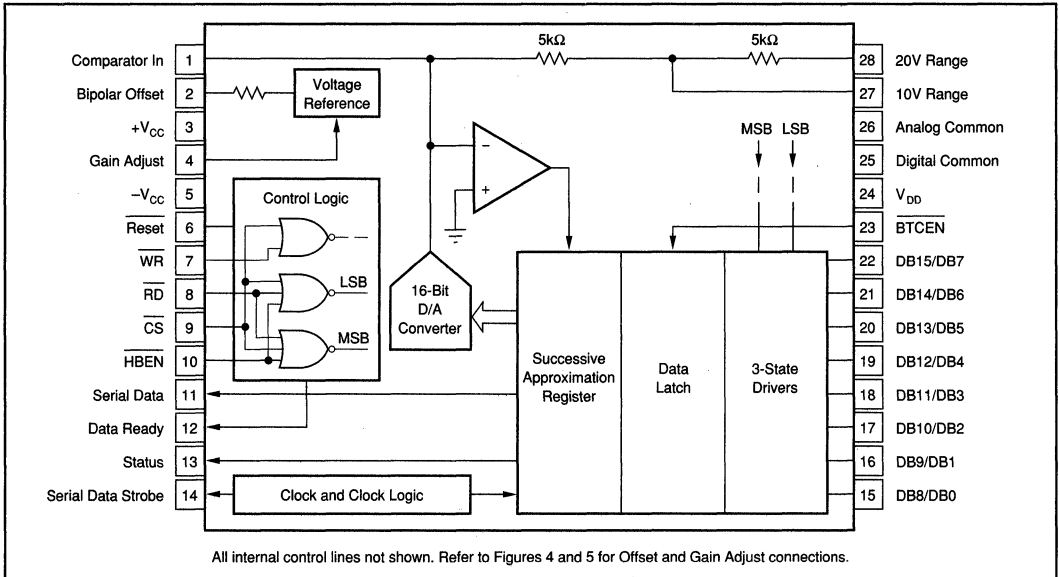 5kΩ 5kΩ
Comparator In 1
28 20V Range
Bipolar Offset 2
Voltage
Reference
27 10V Range
+VCC 3
MSB LSB
26 Analog Common
Gain Adjust 4
− +
25 Digital Common
−VCC 5
24 VDD
Control Logic
Reset 6
23 BTCEN
WR 7
22 DB15/DB7
RD 8
LSB
16-Bit
D/A
Converter
21 DB14/DB6
CS 9
20 DB13/DB5
HBEN 10
MSB
Successive
Approximation
Register
Data
Latch
3-State
Drivers
19 DB12/DB4
Serial Data 11
18 DB11/DB3
Data Ready 12
17 DB10/DB2
Status 13
16 DB9/DB1
Serial Data Strobe 14
Clock and Clock Logic
15 DB8/DB0
All internal control lines not shown. Refer to Figures 4 and 5 for Offset and Gain Adjust connections.